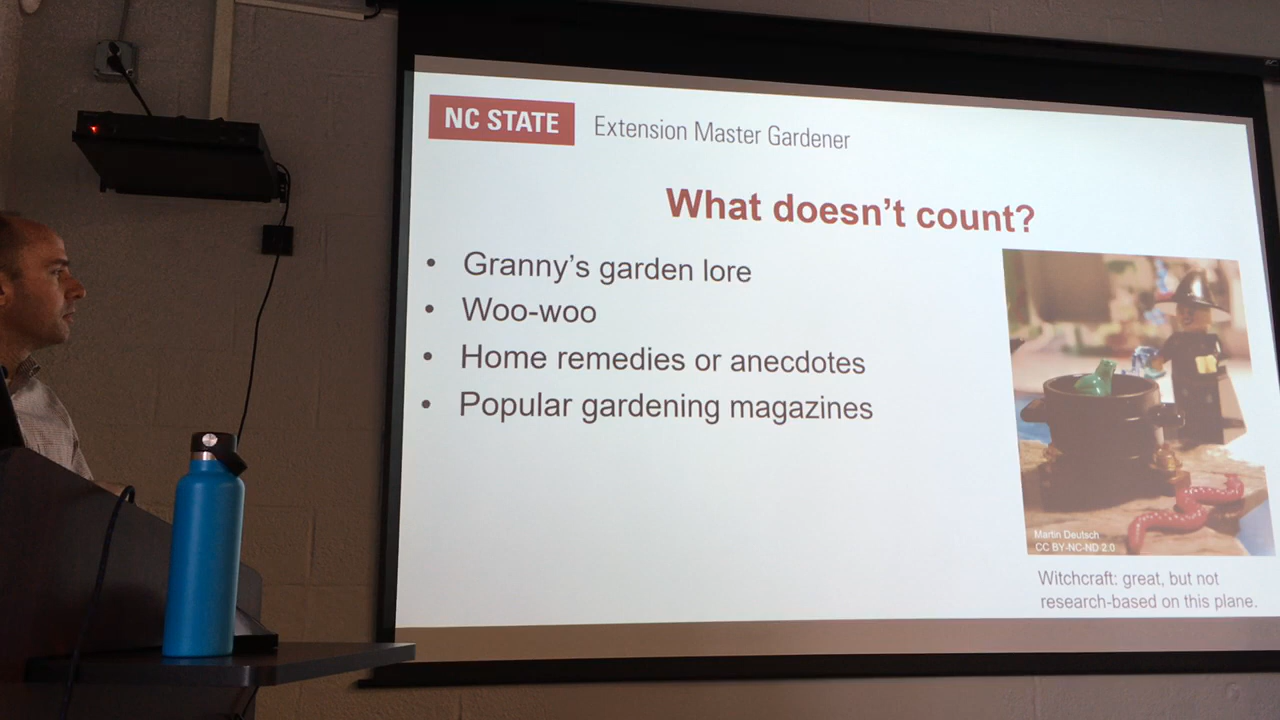 NC STATE Extension Master Gardener
What doesn't count?
• Granny's garden lore
• Woo-woo
• Home remedies or anecdotes
• Popular gardening magazines
Martin Deutsch
CC BY-NC-ND 2.0
Witchcraft: great, but not
research-based on this plane.